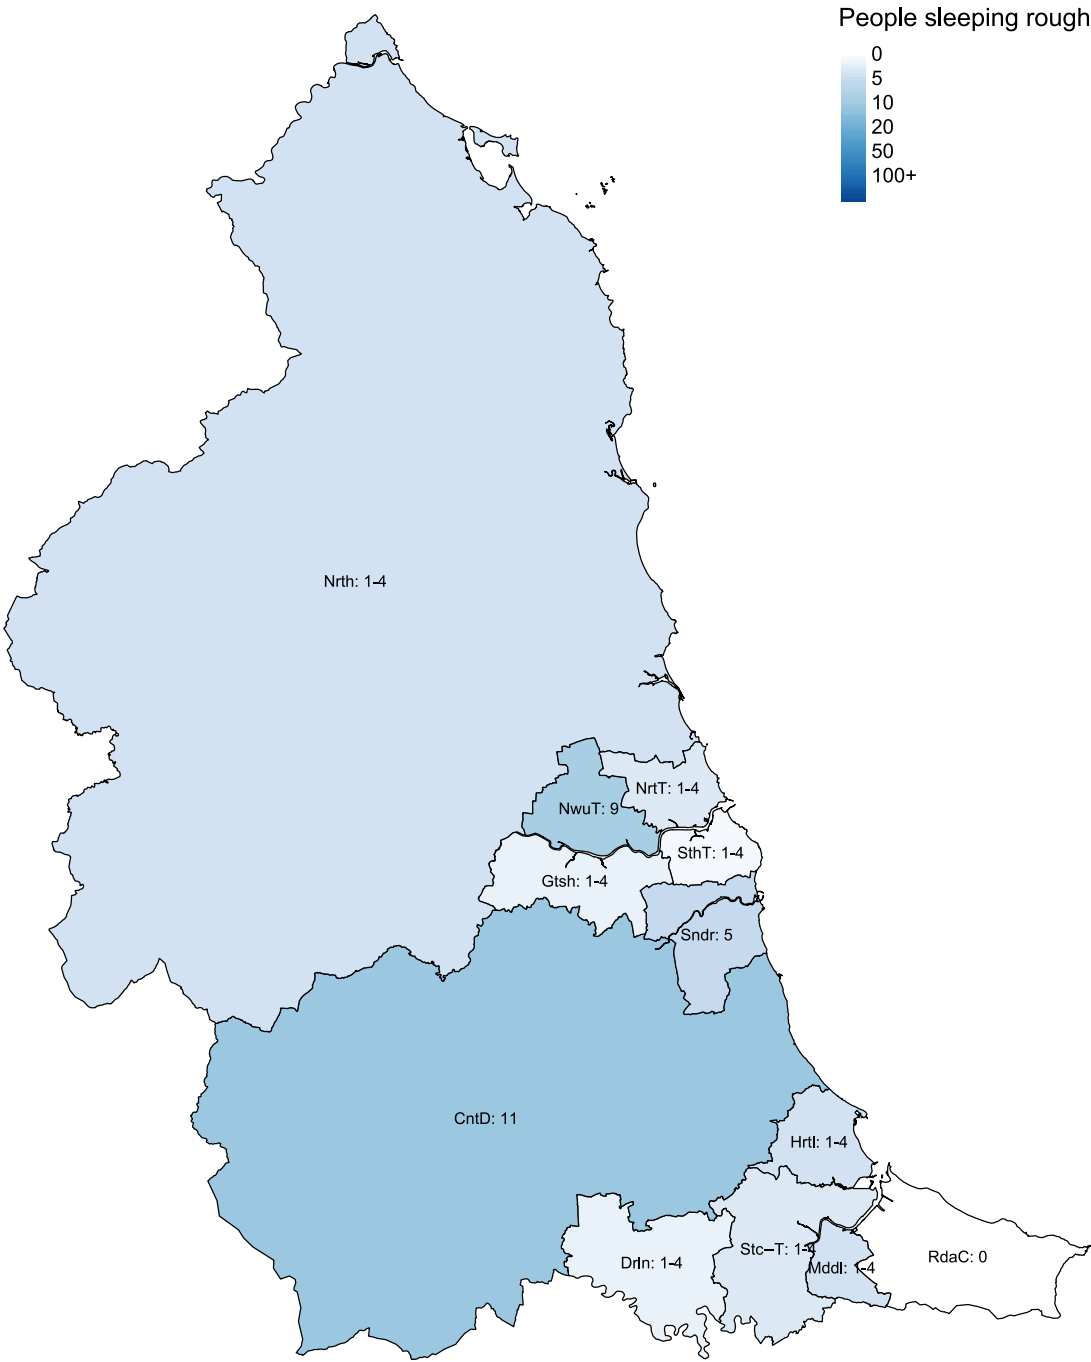 People sleeping rough
0
5
10
20
50
100+
Nrth: 1-4
NrtT: 1-4
NwuT: 9
SthT: 1-4
Gtsh: 1-4
Sndr: 5
CntD: 11
Hrtl: 1-4
Stc–T: 1-4
RdaC: 0
Drln: 1-4
Mddl: 1-4